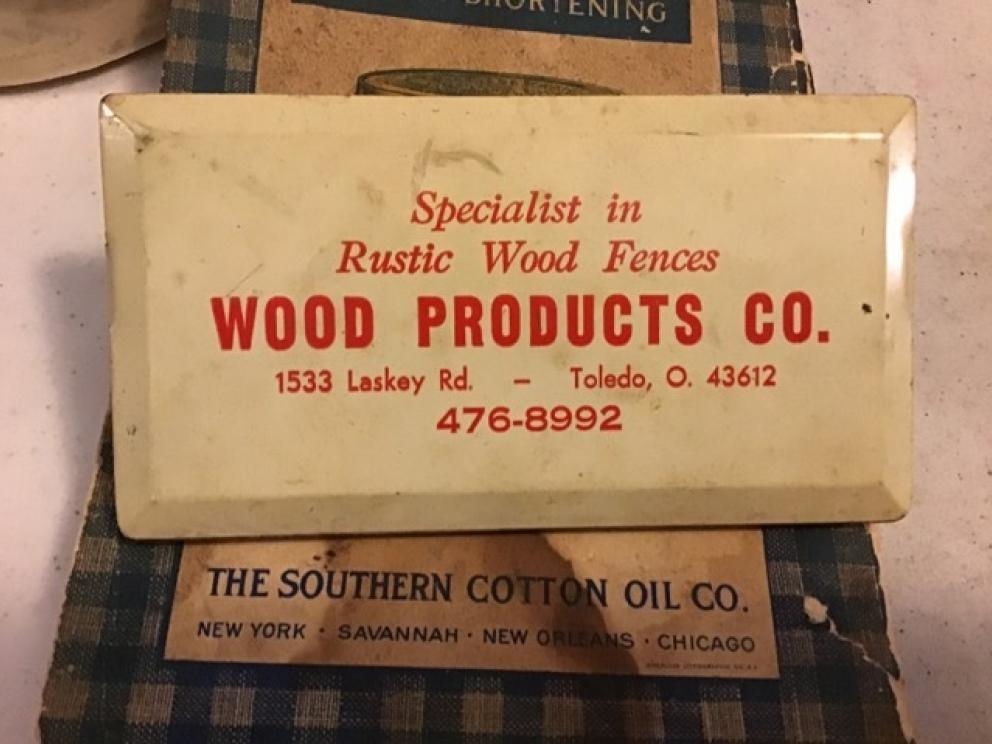 SHORTENING
Specialist in
Rustic Wood Fences
WOOD PRODUCTS CO.
1533 Laskey Rd. – Toledo, O. 43612
476-8992
THE SOUTHERN COTTON OIL CO.
NEW YORK · SAVANNAH · NEW ORLEANS · CHICAGO